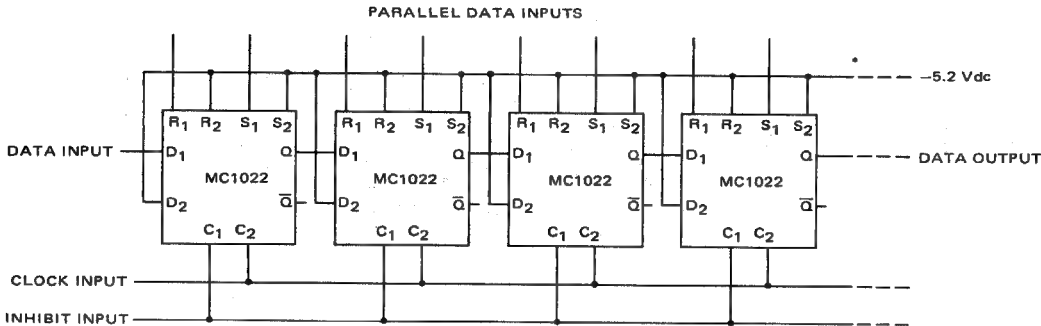 PARALLEL DATA INPUTS
–5.2 Vdc
R1 R2 S1 S2 R1 R2 S1 S2 R1 R2 S1 S2 R1 R2 S1 S2
DATA INPUT D1 Q D1 Q D1 Q D1 Q DATA OUTPUT
MC1022 MC1022 MC1022 MC1022
D2 Q̅ D2 Q̅ D2 Q̅ D2 Q̅
C1 C2 C1 C2 C1 C2 C1 C2
CLOCK INPUT
INHIBIT INPUT